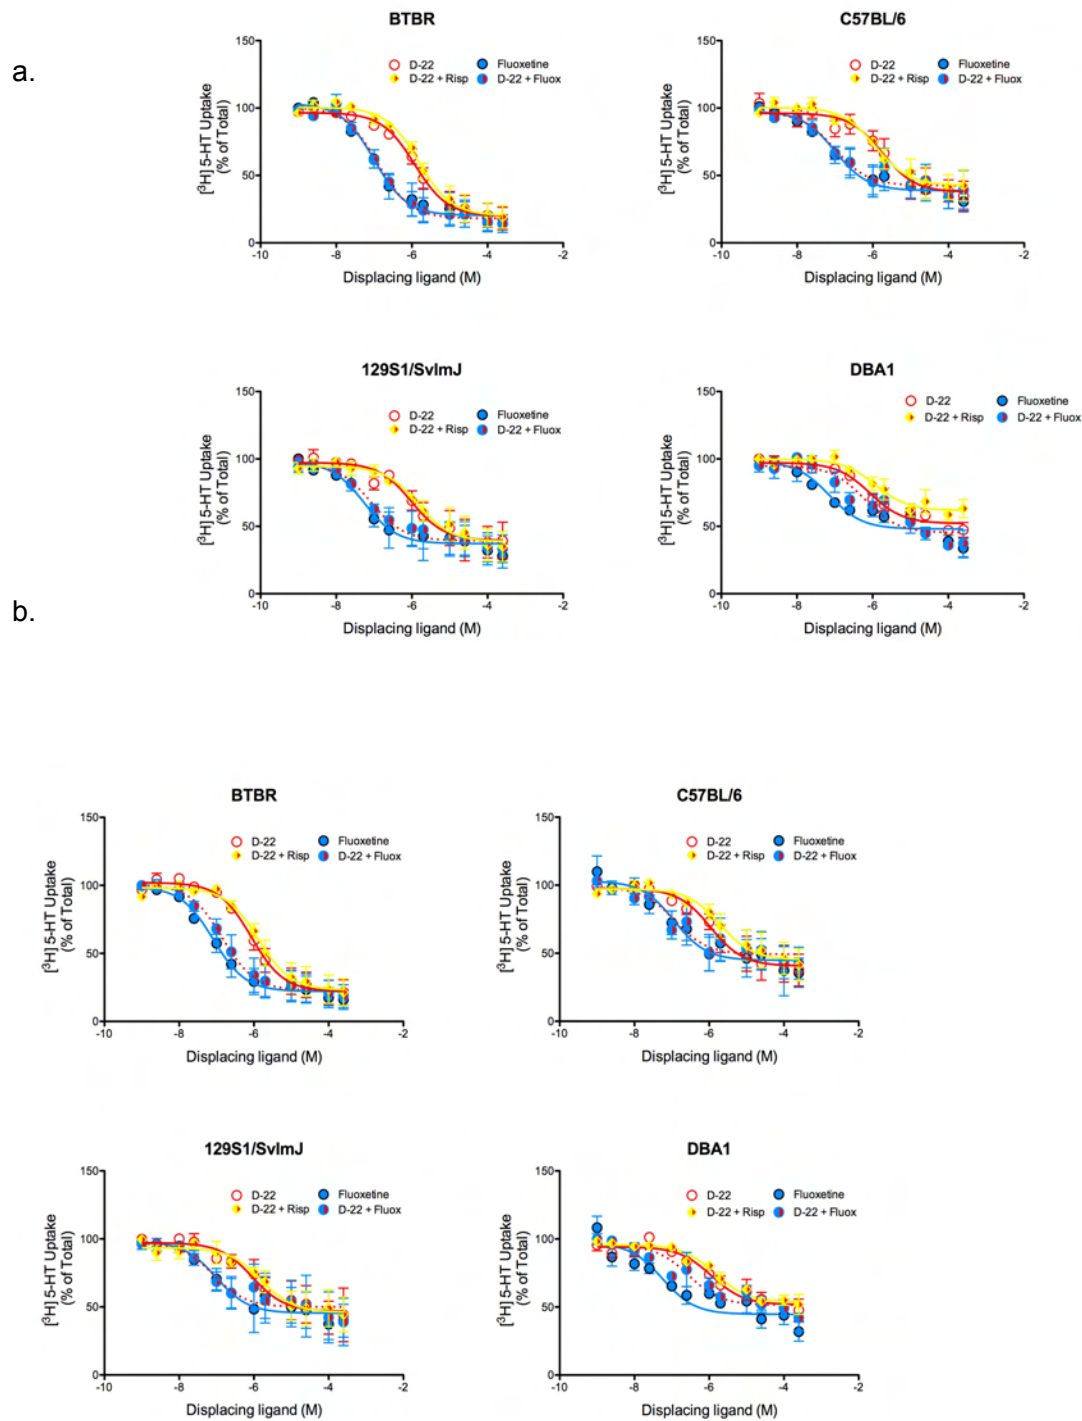 a.
BTBR
150
100
50
0
-10 -8 -6 -4 -2
[³H] 5-HT Uptake
(% of Total)
Displacing ligand (M)
D-22 Fluoxetine
D-22 + Risp D-22 + Fluox
C57BL/6
150
100
50
0
-10 -8 -6 -4 -2
[³H] 5-HT Uptake
(% of Total)
Displacing ligand (M)
D-22 Fluoxetine
D-22 + Risp D-22 + Fluox
129S1/SvImJ
150
100
50
0
-10 -8 -6 -4 -2
[³H] 5-HT Uptake
(% of Total)
Displacing ligand (M)
D-22 Fluoxetine
D-22 + Risp D-22 + Fluox
DBA1
150
100
50
0
-10 -8 -6 -4 -2
[³H] 5-HT Uptake
(% of Total)
Displacing ligand (M)
D-22 Fluoxetine
D-22 + Risp D-22 + Fluox
b.
BTBR
150
100
50
0
-10 -8 -6 -4 -2
[³H] 5-HT Uptake
(% of Total)
Displacing ligand (M)
D-22 Fluoxetine
D-22 + Risp D-22 + Fluox
C57BL/6
150
100
50
0
-10 -8 -6 -4 -2
[³H] 5-HT Uptake
(% of Total)
Displacing ligand (M)
D-22 Fluoxetine
D-22 + Risp D-22 + Fluox
129S1/SvImJ
150
100
50
0
-10 -8 -6 -4 -2
[³H] 5-HT Uptake
(% of Total)
Displacing ligand (M)
D-22 Fluoxetine
D-22 + Risp D-22 + Fluox
DBA1
150
100
50
0
-10 -8 -6 -4 -2
[³H] 5-HT Uptake
(% of Total)
Displacing ligand (M)
D-22 Fluoxetine
D-22 + Risp D-22 + Fluox